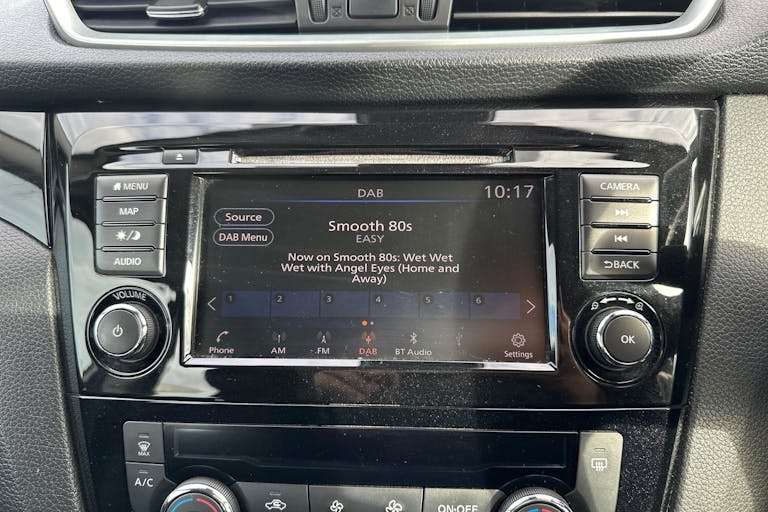 DAB
10:17
MENU
MAP
AUDIO
CAMERA
BACK
Source
DAB Menu
Smooth 80s
EASY
Now on Smooth 80s: Wet Wet
Wet with Angel Eyes (Home and
Away)
1 2 3 4 5 6
Phone AM FM DAB BT Audio Settings
VOLUME
OK
MAX
A/C
ON·OFF